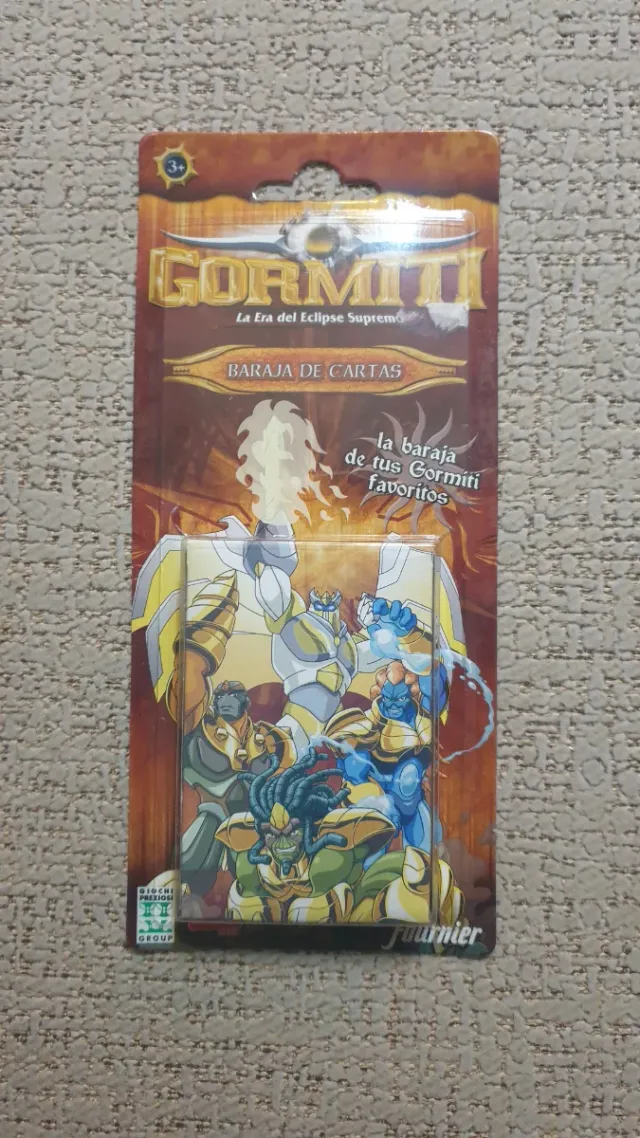 3+
GORMITI
La Era del Eclipse Supremo
BARAJA DE CARTAS
la baraja
de tus Gormiti
favoritos
GIOCHI
PREZIOSI
GROUP
fournier